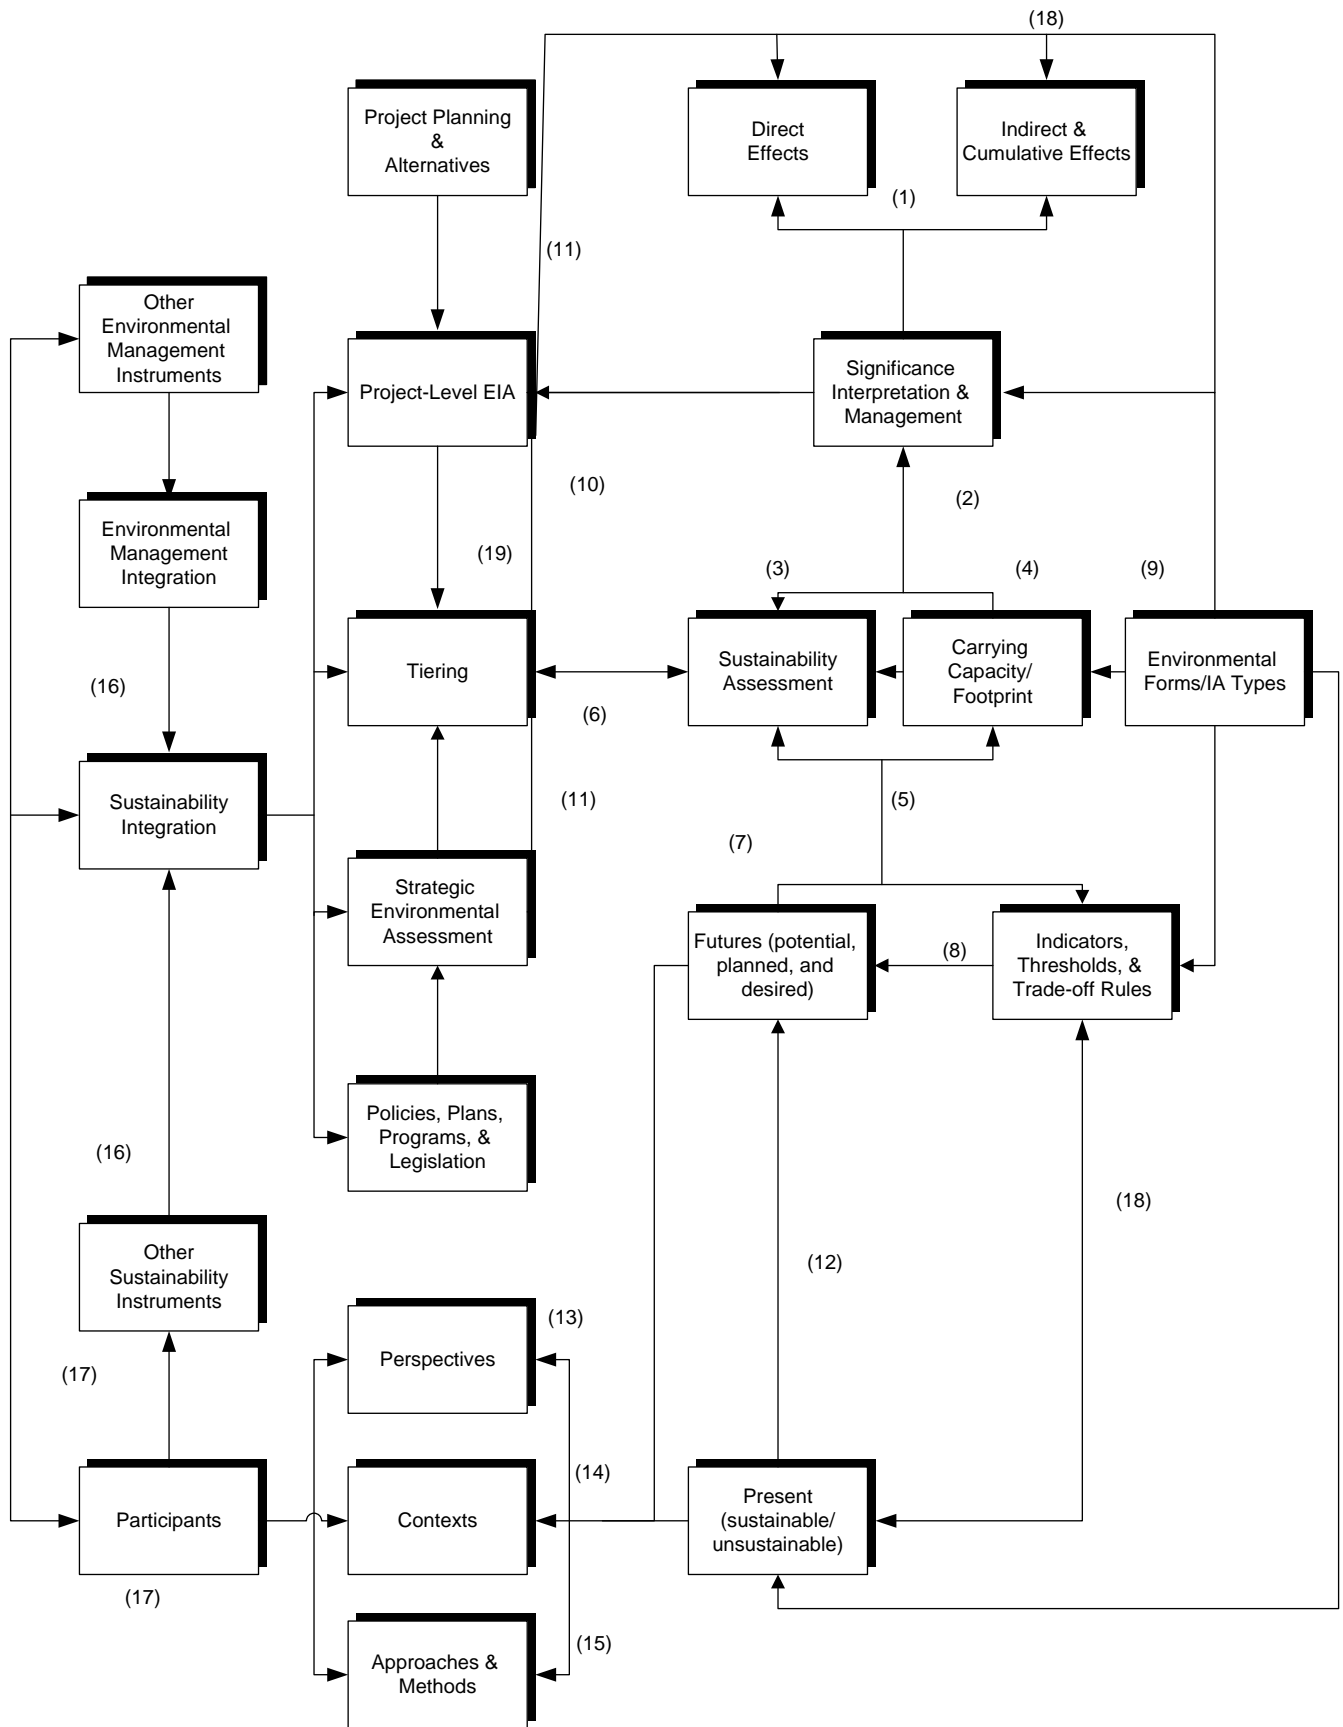 (18)
Project Planning
&
Alternatives
Direct
Effects
Indirect &
Cumulative Effects
(1)
(11)
Other
Environmental
Management
Instruments
Project-Level EIA
Significance
Interpretation &
Management
(10)
(2)
Environmental
Management
Integration
(19)
(3)
(4)
(9)
Tiering
Sustainability
Assessment
Carrying
Capacity/
Footprint
Environmental
Forms/IA Types
(16)
(6)
Sustainability
Integration
(11)
(5)
(7)
Strategic
Environmental
Assessment
Futures (potential,
planned, and
desired)
(8)
Indicators,
Thresholds, &
Trade-off Rules
Policies, Plans,
Programs, &
Legislation
(16)
(18)
Other
Sustainability
Instruments
(12)
(13)
Perspectives
(17)
(14)
Participants
Contexts
Present
(sustainable/
unsustainable)
(17)
(15)
Approaches &
Methods